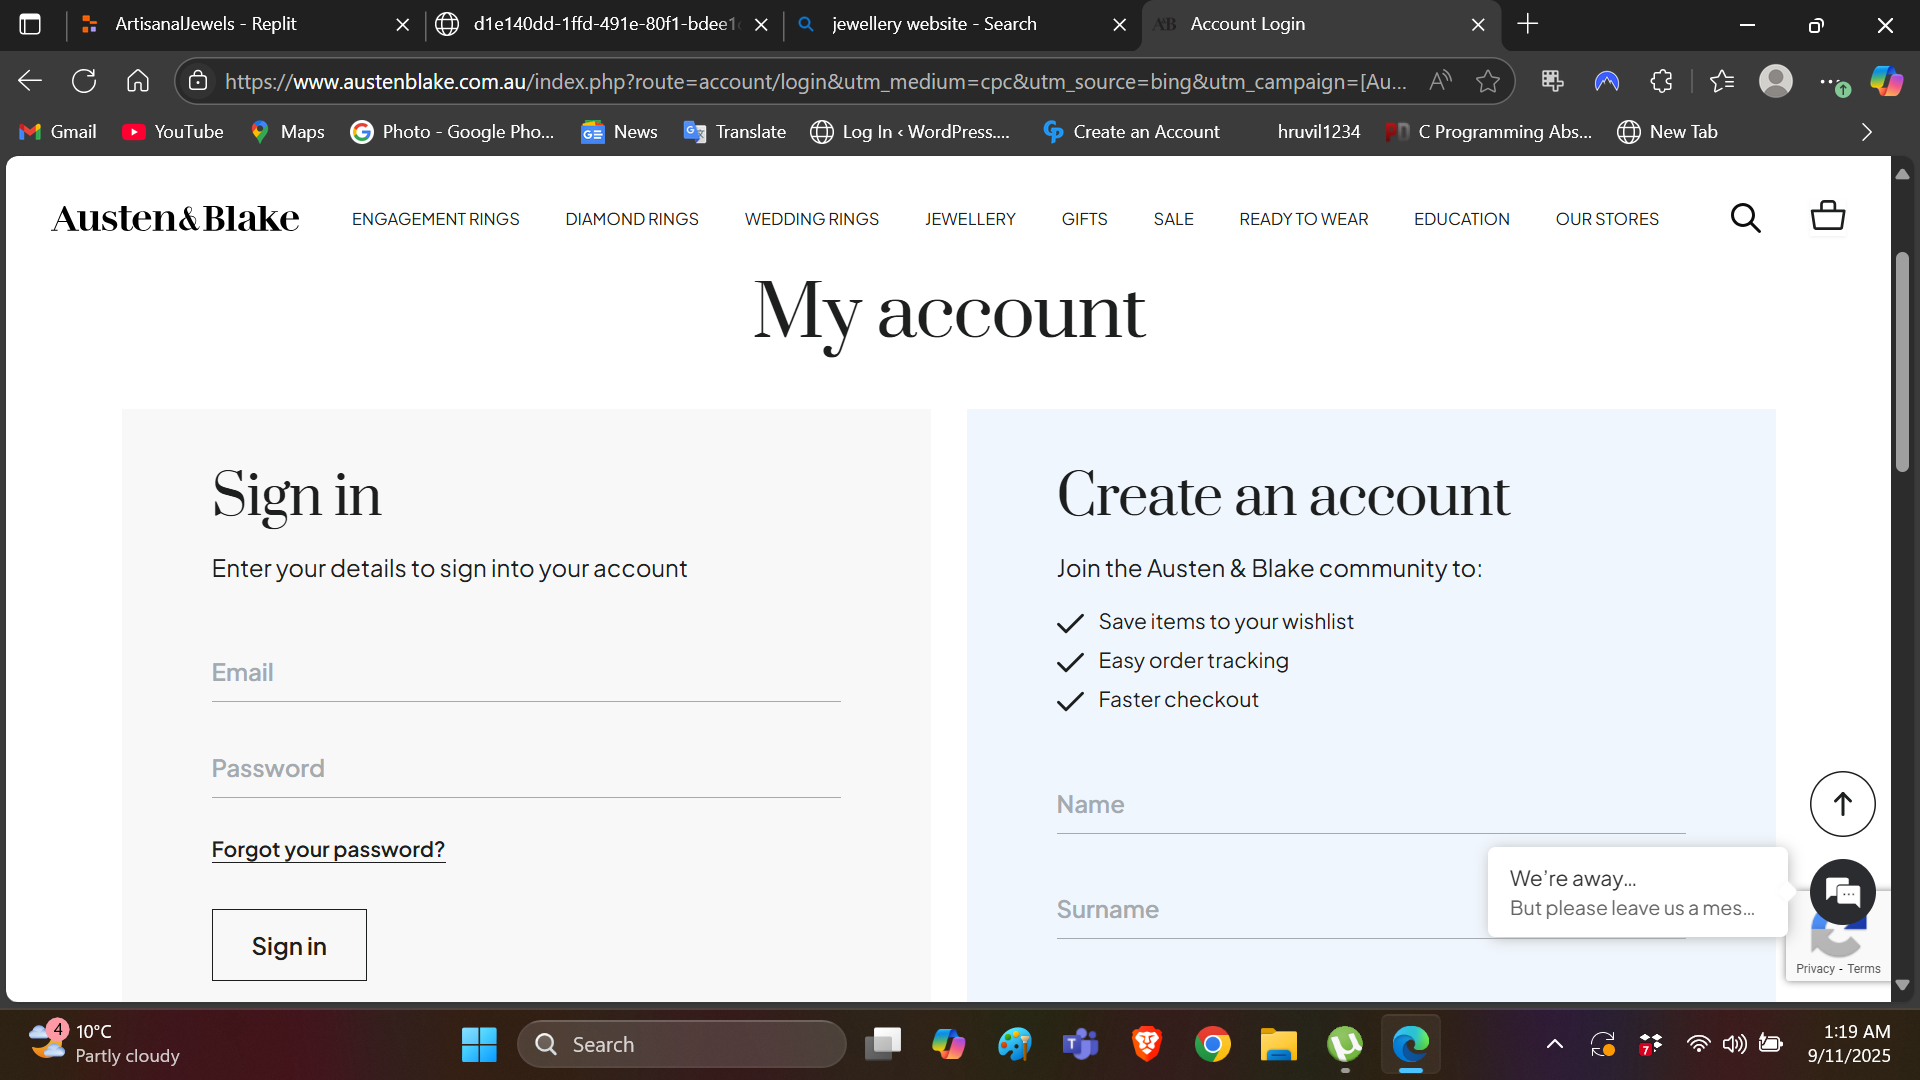 ArtisanalJewels - Replit
d1e140dd-1ffd-491e-80f1-bdee1
jewellery website - Search
A&B Account Login
https://www.austenblake.com.au/index.php?route=account/login&utm_medium=cpc&utm_source=bing&utm_campaign=[Au...
Gmail YouTube Maps Photo - Google Pho... News Translate Log In ‹ WordPress.... Create an Account hruvil1234 C Programming Abs... New Tab
Austen&Blake
ENGAGEMENT RINGS DIAMOND RINGS WEDDING RINGS JEWELLERY GIFTS SALE READY TO WEAR EDUCATION OUR STORES
My account
Sign in
Enter your details to sign into your account
Email
Password
Forgot your password?
Sign in
Create an account
Join the Austen & Blake community to:
Save items to your wishlist
Easy order tracking
Faster checkout
Name
Surname
We're away...
But please leave us a mes...
Privacy - Terms
4
10°C
Partly cloudy
Search
7
1:19 AM
9/11/2025